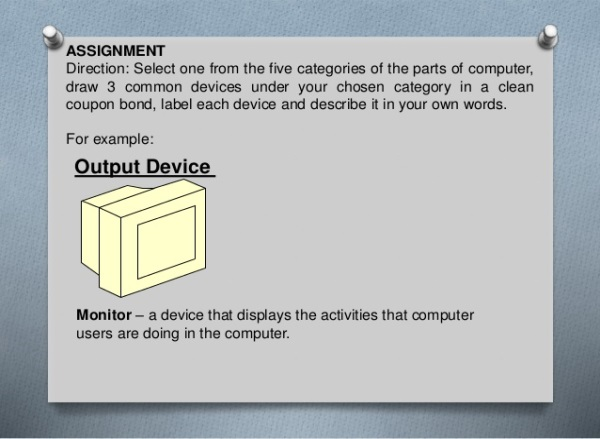 ASSIGNMENT
Direction: Select one from the five categories of the parts of computer,
draw 3 common devices under your chosen category in a clean
coupon bond, label each device and describe it in your own words.
For example:
Output Device
Monitor – a device that displays the activities that computer
users are doing in the computer.